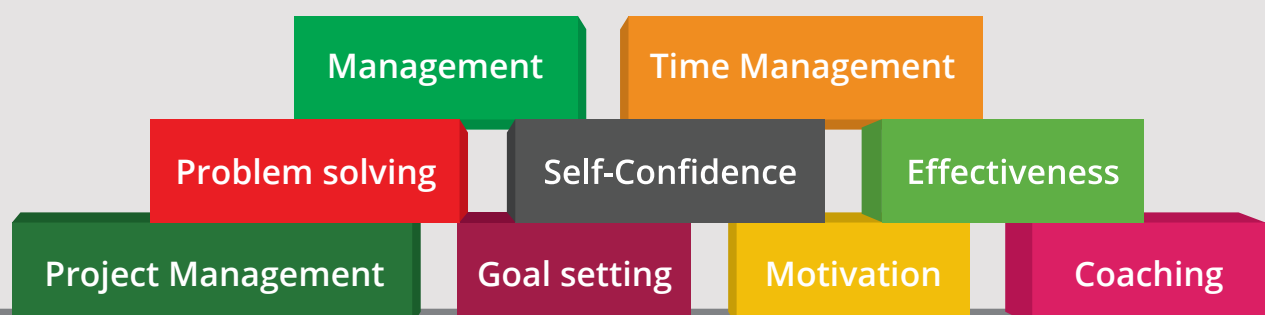 Management
Time Management
Problem solving
Self-Confidence
Effectiveness
Project Management
Goal setting
Motivation
Coaching